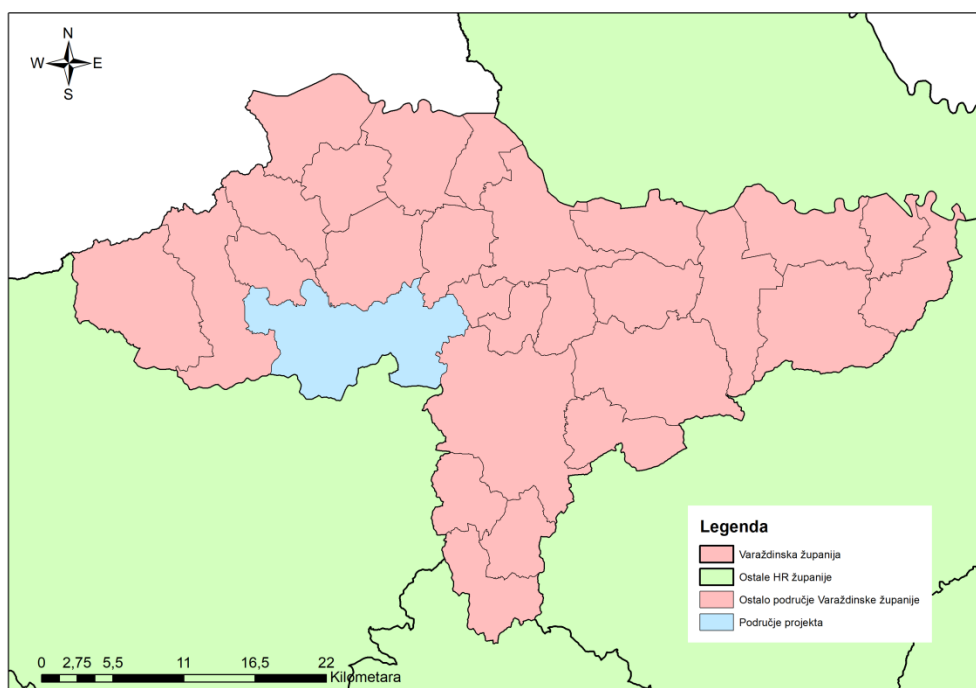 N
W E
S
Legenda
Varaždinska županija
Ostale HR županije
Ostalo područje Varaždinske županije
Područje projekta
0 2,75 5,5 11 16,5 22
Kilometara